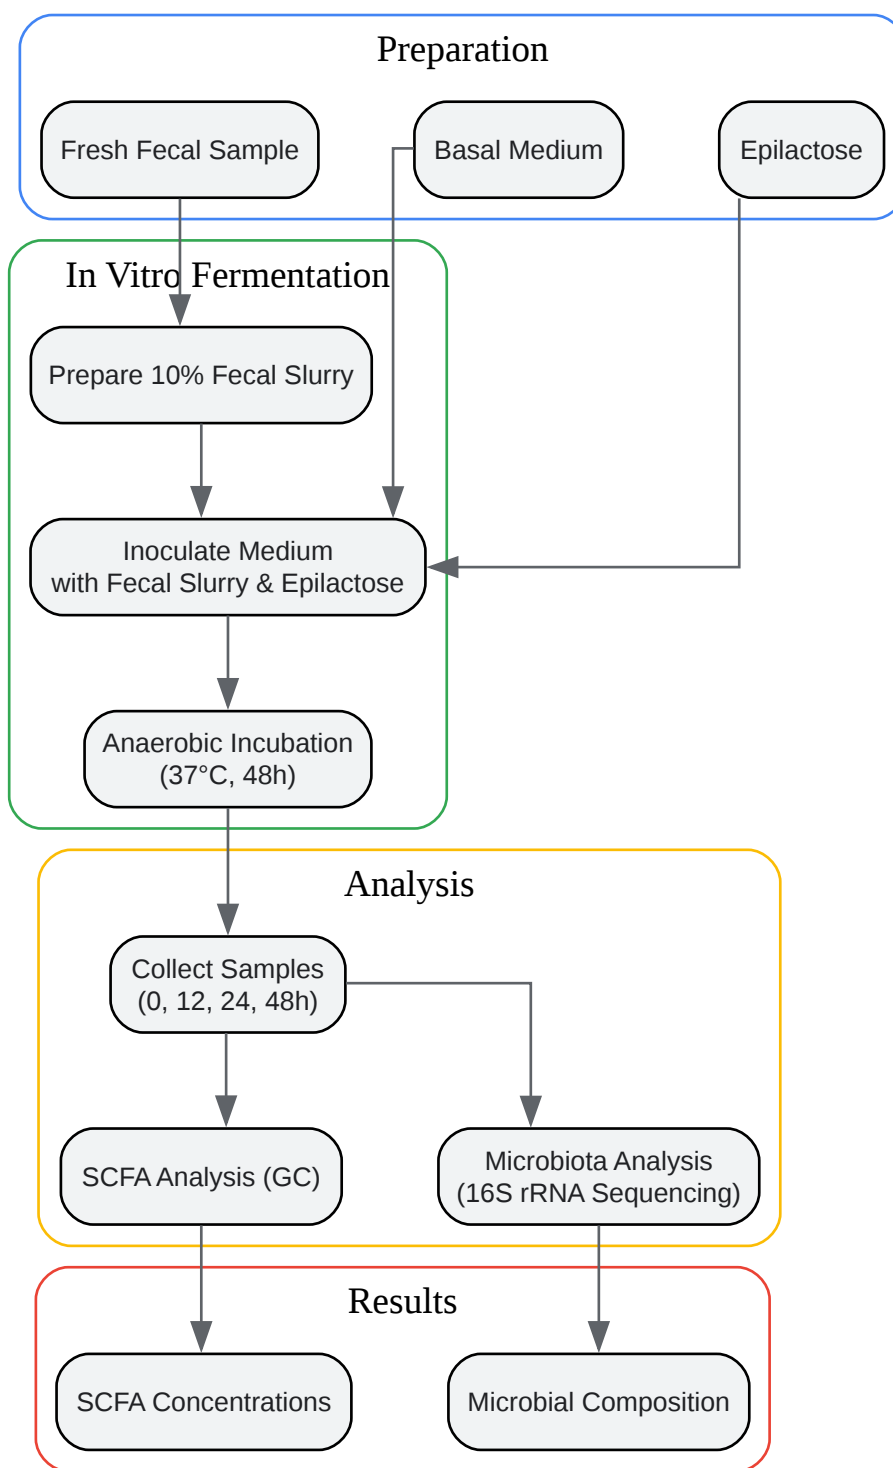 Preparation
Fresh Fecal Sample
Basal Medium
Epilactose
In Vitro Fermentation
Prepare 10% Fecal Slurry
Inoculate Medium
with Fecal Slurry & Epilactose
Anaerobic Incubation
(37°C, 48h)
Analysis
Collect Samples
(0, 12, 24, 48h)
SCFA Analysis (GC)
Microbiota Analysis
(16S rRNA Sequencing)
Results
SCFA Concentrations
Microbial Composition